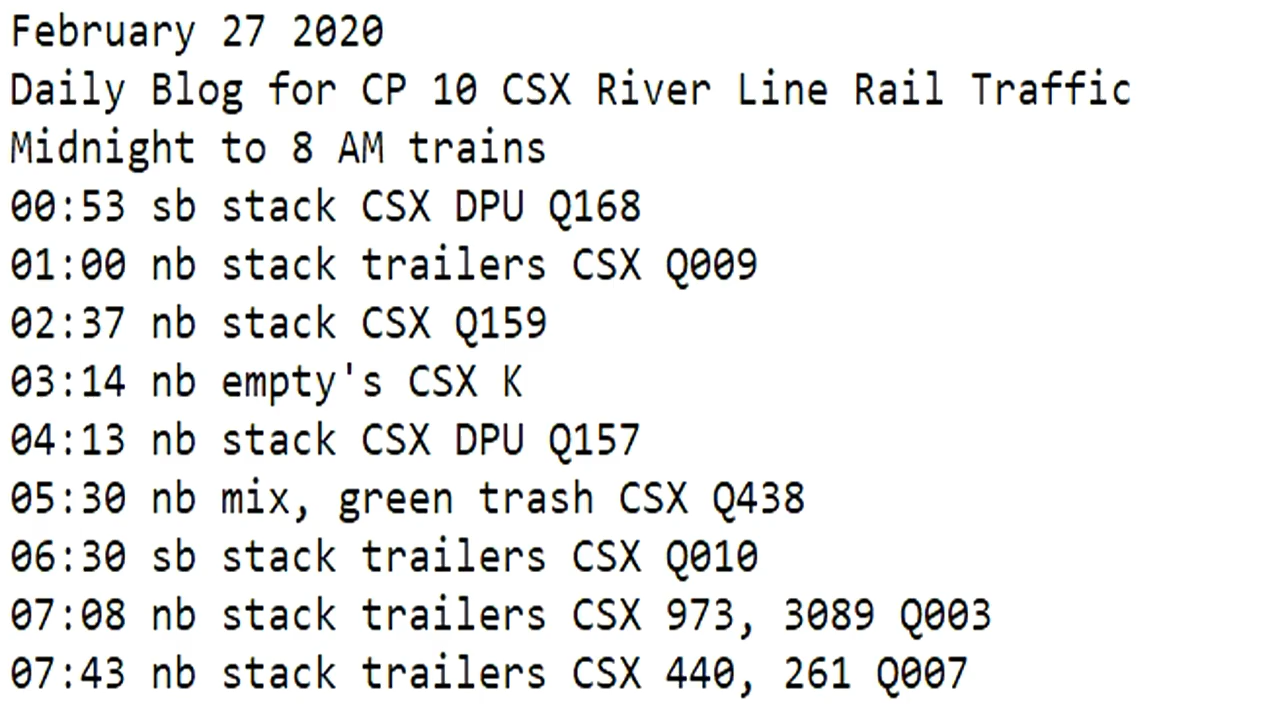 February 27 2020
Daily Blog for CP 10 CSX River Line Rail Traffic
Midnight to 8 AM trains
00:53 sb stack CSX DPU Q168
01:00 nb stack trailers CSX Q009
02:37 nb stack CSX Q159
03:14 nb empty's CSX K
04:13 nb stack CSX DPU Q157
05:30 nb mix, green trash CSX Q438
06:30 sb stack trailers CSX Q010
07:08 nb stack trailers CSX 973, 3089 Q003
07:43 nb stack trailers CSX 440, 261 Q007